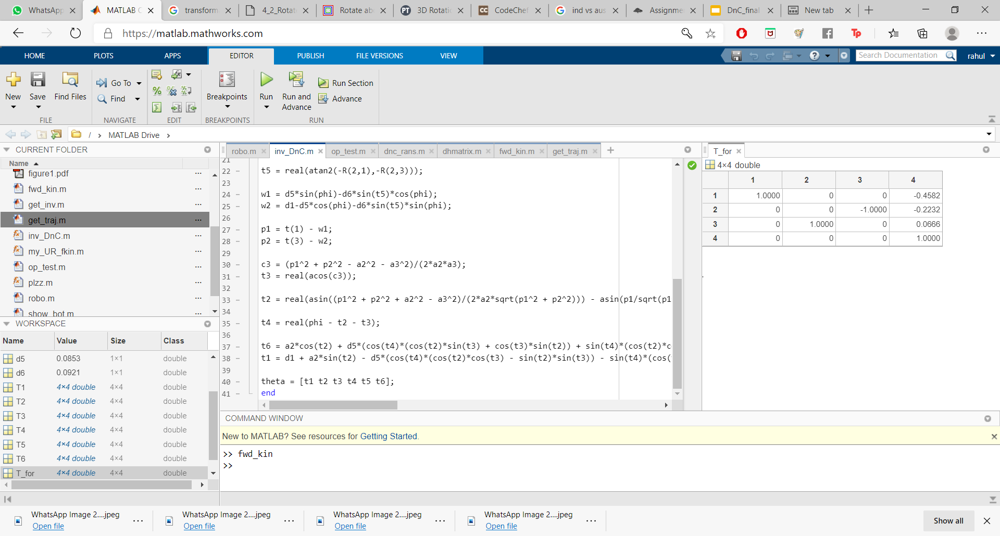 WhatsApp
MATLAB
transform
4_2_Rotat
Rotate ab
3D Rotati
CodeChef
ind vs aus
Assignme
DnC_final
New tab
https://matlab.mathworks.com
HOME PLOTS APPS EDITOR PUBLISH FILE VERSIONS VIEW
Search Documentation
rahul
New
Save
Find Files
FILE
Go To
Find
NAVIGATE
EDIT
Breakpoints
BREAKPOINTS
Run
Run and
Advance
Run Section
Advance
RUN
/ › MATLAB Drive ›
CURRENT FOLDER
Name
figure1.pdf
fwd_kin.m
get_inv.m
get_traj.m
inv_DnC.m
my_UR_fkin.m
op_test.m
plzz.m
robo.m
show_bot.m
WORKSPACE
Name Value Size Class
d5 0.0853 1×1 double
d6 0.0921 1×1 double
T1 4×4 double 4×4 double
T2 4×4 double 4×4 double
T3 4×4 double 4×4 double
T4 4×4 double 4×4 double
T5 4×4 double 4×4 double
T6 4×4 double 4×4 double
T_for 4×4 double 4×4 double
robo.m inv_DnC.m op_test.m dnc_rans.m dhmatrix.m fwd_kin.m get_traj.m
21
22 – t5 = real(atan2(-R(2,1),-R(2,3)));
23
24 – w1 = d5*sin(phi)-d6*sin(t5)*cos(phi);
25 – w2 = d1-d5*cos(phi)-d6*sin(t5)*sin(phi);
26
27 – p1 = t(1) - w1;
28 – p2 = t(3) - w2;
29
30 – c3 = (p1^2 + p2^2 - a2^2 - a3^2)/(2*a2*a3);
31 – t3 = real(acos(c3));
32
33 – t2 = real(asin((p1^2 + p2^2 + a2^2 - a3^2)/(2*a2*sqrt(p1^2 + p2^2))) - asin(p1/sqrt(p1
34
35 – t4 = real(phi - t2 - t3);
36
37 – t6 = a2*cos(t2) + d5*(cos(t4)*(cos(t2)*sin(t3) + cos(t3)*sin(t2)) + sin(t4)*(cos(t2)*c
38 – t1 = d1 + a2*sin(t2) - d5*(cos(t4)*(cos(t2)*cos(t3) - sin(t2)*sin(t3)) - sin(t4)*(cos(
39
40 – theta = [t1 t2 t3 t4 t5 t6];
41 – end
T_for
4×4 double
1 2 3 4
1 1.0000 0 0 -0.4582
2 0 0 -1.0000 -0.2232
3 0 1.0000 0 0.0666
4 0 0 0 1.0000
COMMAND WINDOW
New to MATLAB? See resources for Getting Started.
>> fwd_kin
>>
WhatsApp Image 2....jpeg
Open file
WhatsApp Image 2....jpeg
Open file
WhatsApp Image 2....jpeg
Open file
WhatsApp Image 2....jpeg
Open file
Show all